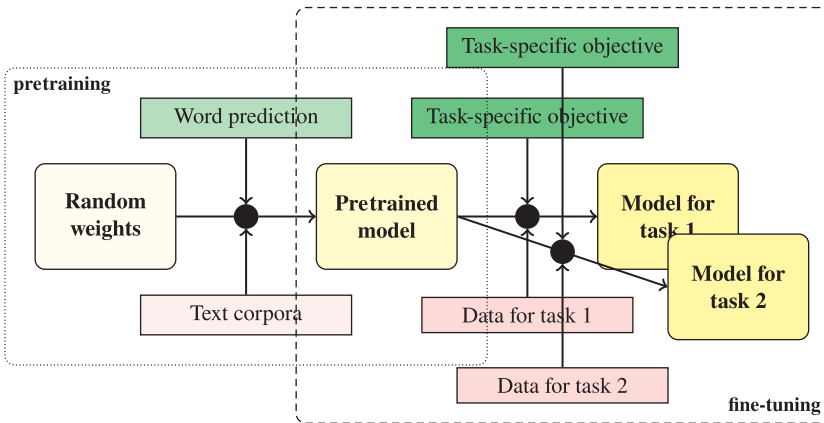 Task-specific objective
pretraining
Word prediction
Task-specific objective
Random
weights
Pretrained
model
Model for
task 1
Model for
task 2
Text corpora
Data for task 1
Data for task 2
fine-tuning